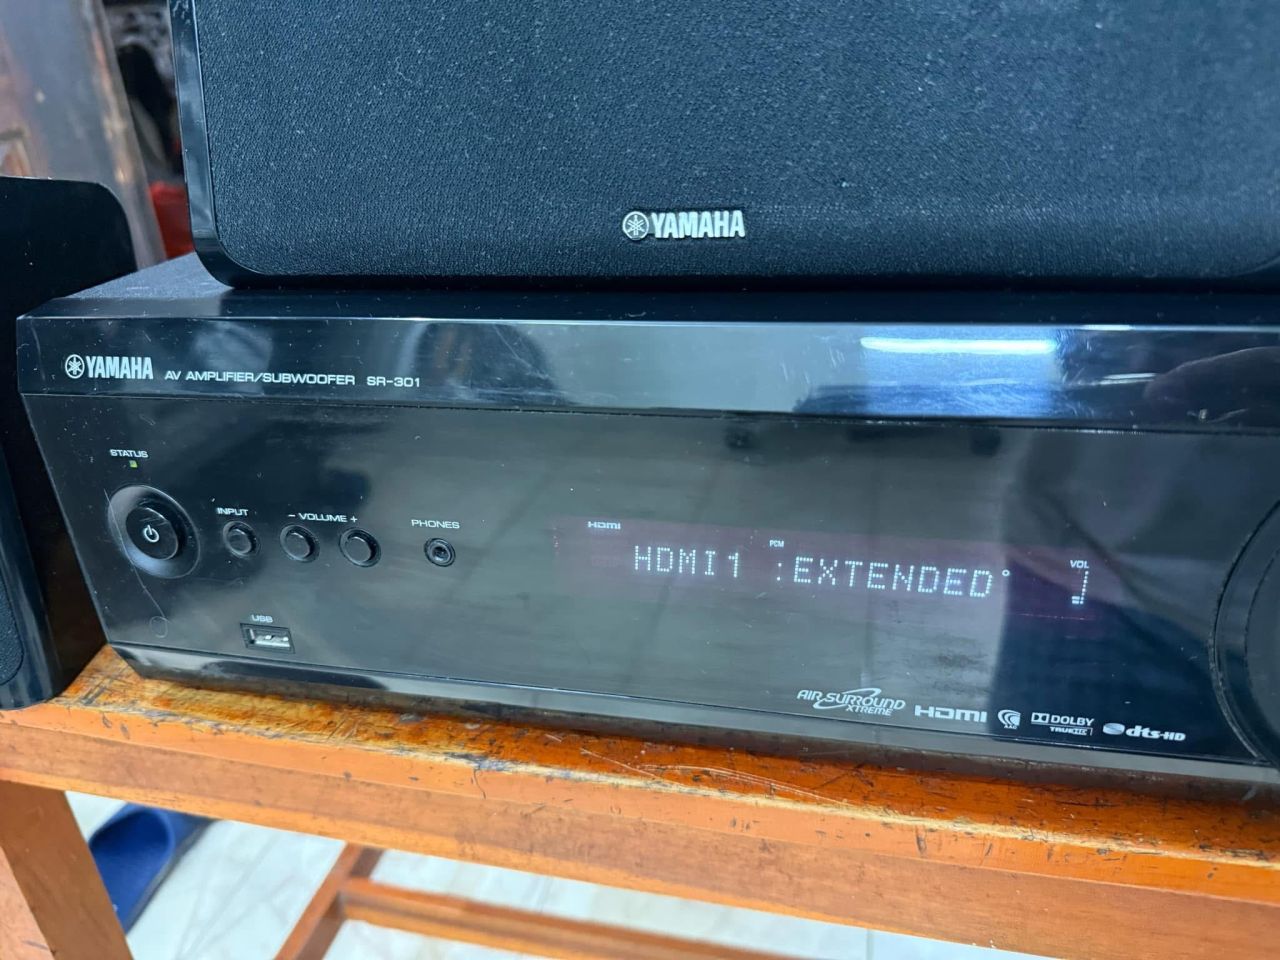 YAMAHA
YAMAHA AV AMPLIFIER/SUBWOOFER SR-301
STATUS
INPUT
- VOLUME +
PHONES
HDMI
PCM
VOL
HDMI1 :EXTENDED°
USB
AIR SURROUND
XTREME
HDMI
DOLBY
TRUEHD
dts-HD